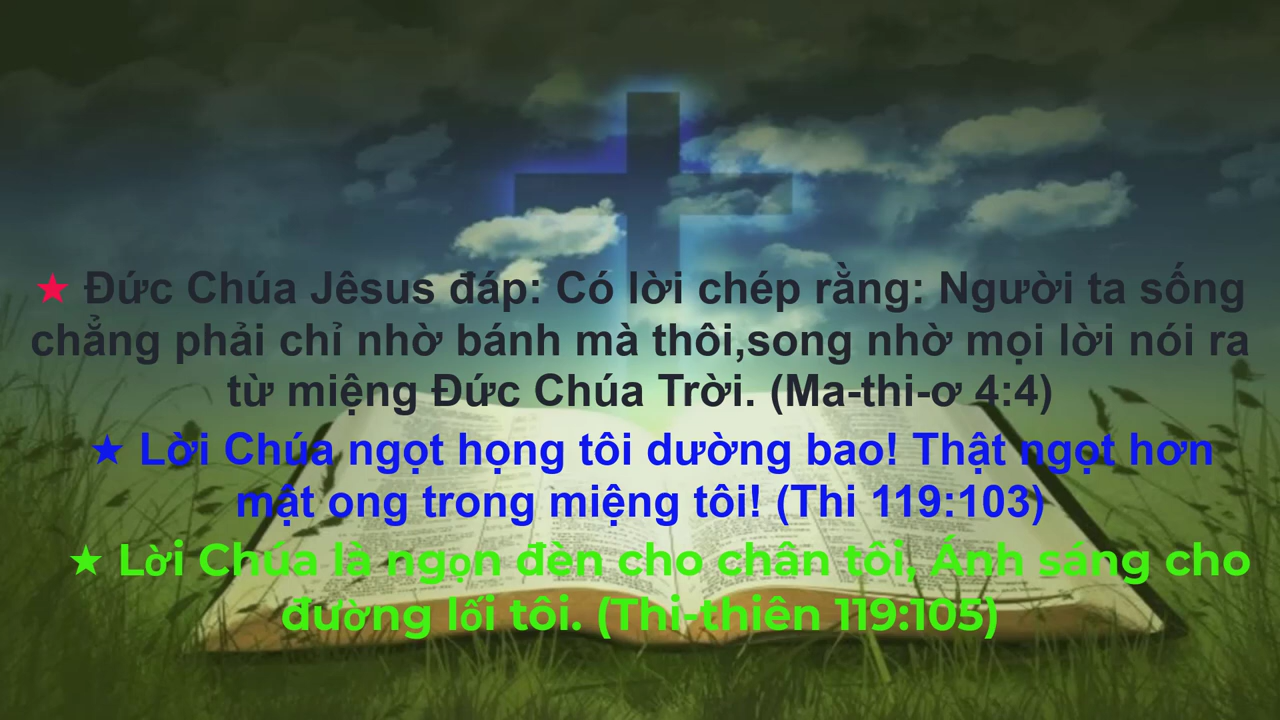 ★ Đức Chúa Jêsus đáp: Có lời chép rằng: Người ta sống
chẳng phải chỉ nhờ bánh mà thôi,song nhờ mọi lời nói ra
từ miệng Đức Chúa Trời. (Ma-thi-ơ 4:4)
★ Lời Chúa ngọt họng tôi dường bao! Thật ngọt hơn
mật ong trong miệng tôi! (Thi 119:103)
★ Lời Chúa là ngọn đèn cho chân tôi, Ánh sáng cho
đường lối tôi. (Thi-thiên 119:105)